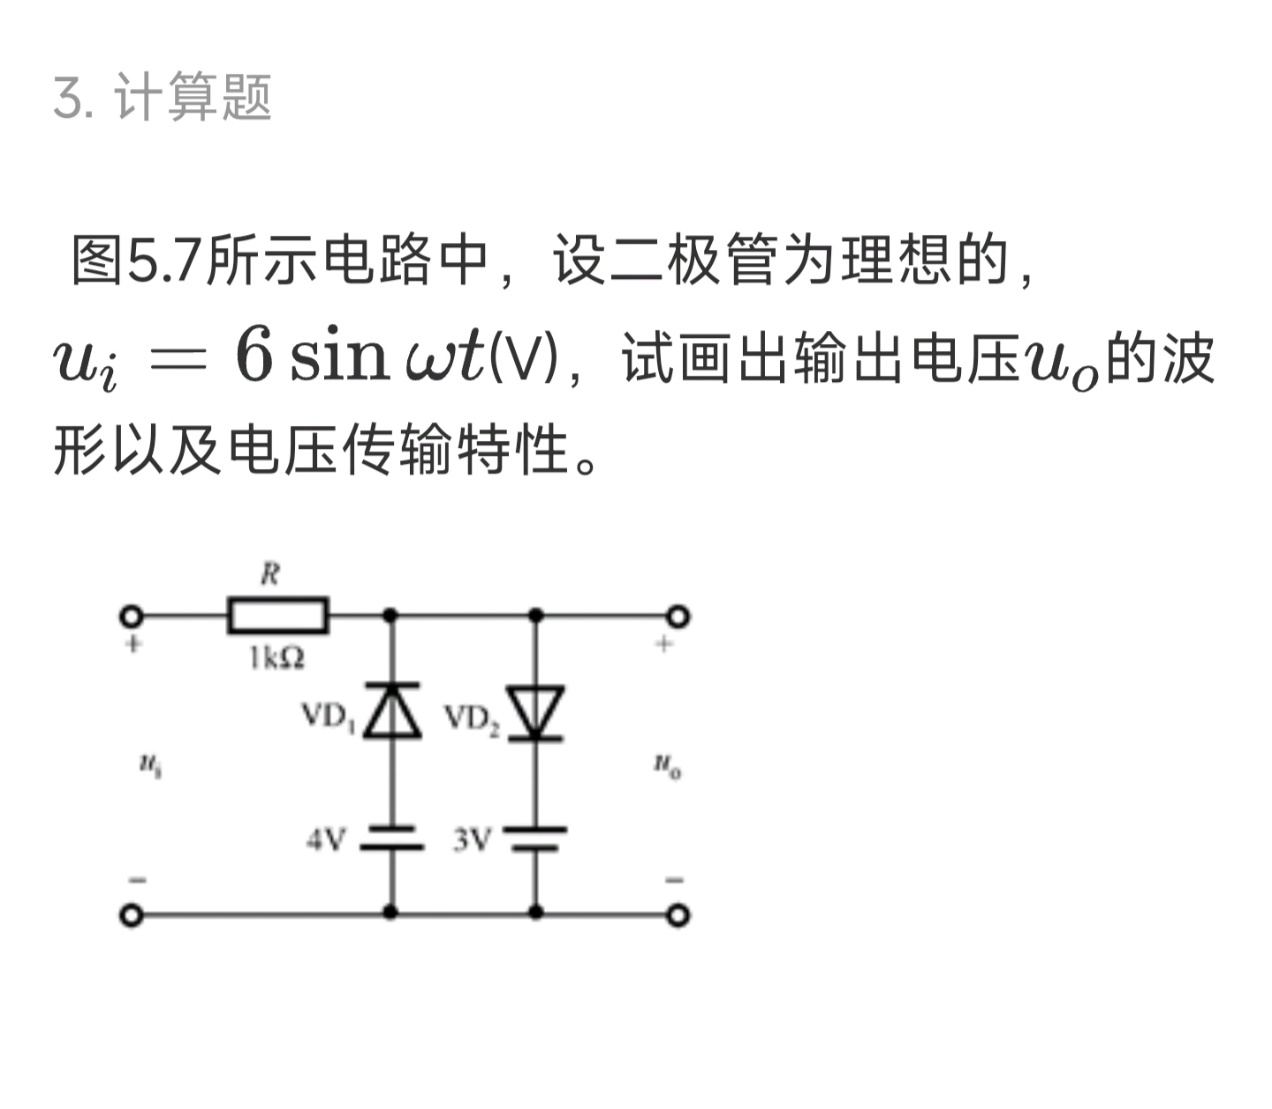 3. 计算题
图5.7所示电路中，设二极管为理想的，
u_i = 6 sin ωt(V)，试画出输出电压u_o的波
形以及电压传输特性。
R
+
1kΩ
+
VD₁
VD₂
u_i
u_o
4V
3V
−
−